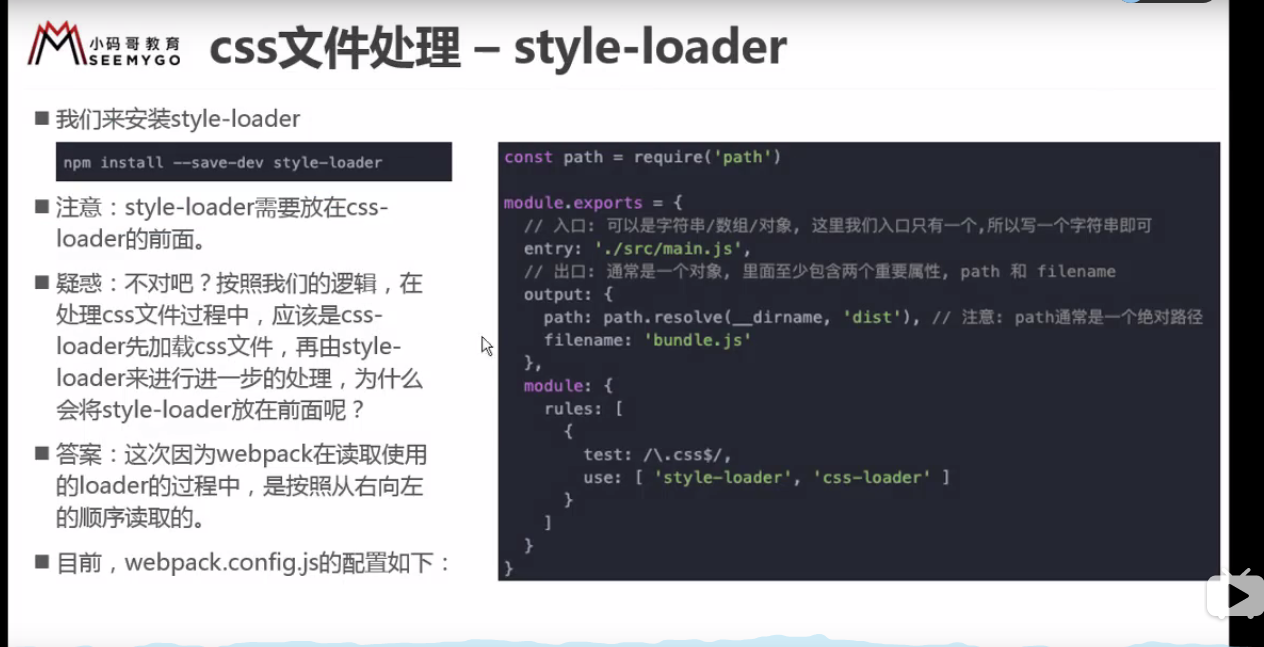 小码哥教育
SEEMYGO
css文件处理 – style-loader
■ 我们来安装style-loader
npm install --save-dev style-loader
■ 注意：style-loader需要放在css-
loader的前面。
■ 疑惑：不对吧？按照我们的逻辑，在
处理css文件过程中，应该是css-
loader先加载css文件，再由style-
loader来进行进一步的处理，为什么
会将style-loader放在前面呢？
■ 答案：这次因为webpack在读取使用
的loader的过程中，是按照从右向左
的顺序读取的。
■ 目前，webpack.config.js的配置如下：
const path = require('path')
module.exports = {
// 入口: 可以是字符串/数组/对象, 这里我们入口只有一个,所以写一个字符串即可
entry: './src/main.js',
// 出口: 通常是一个对象, 里面至少包含两个重要属性, path 和 filename
output: {
path: path.resolve(__dirname, 'dist'), // 注意: path通常是一个绝对路径
filename: 'bundle.js'
},
module: {
rules: [
{
test: /\.css$/,
use: [ 'style-loader', 'css-loader' ]
}
]
}
}